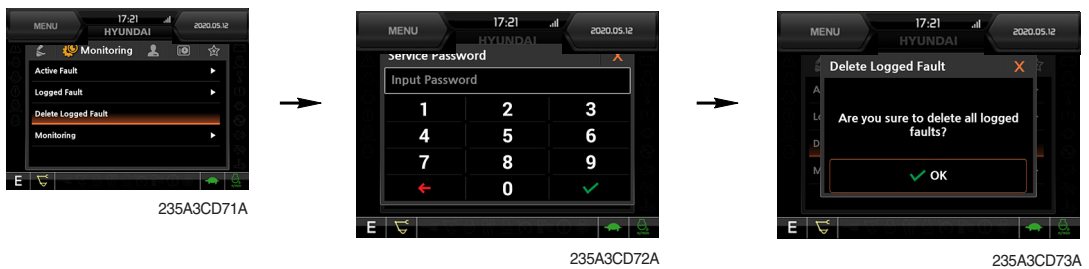 MENU 17:21 2020.05.12
HYUNDAI
Monitoring
Active Fault
Logged Fault
Delete Logged Fault
Monitoring
E
235A3CD71A
MENU 17:21 2020.05.12
HYUNDAI
Service Password X
Input Password
1 2 3
4 5 6
7 8 9
0
E
235A3CD72A
MENU 17:21 2020.05.12
HYUNDAI
Delete Logged Fault X
Are you sure to delete all logged
faults?
OK
E
235A3CD73A